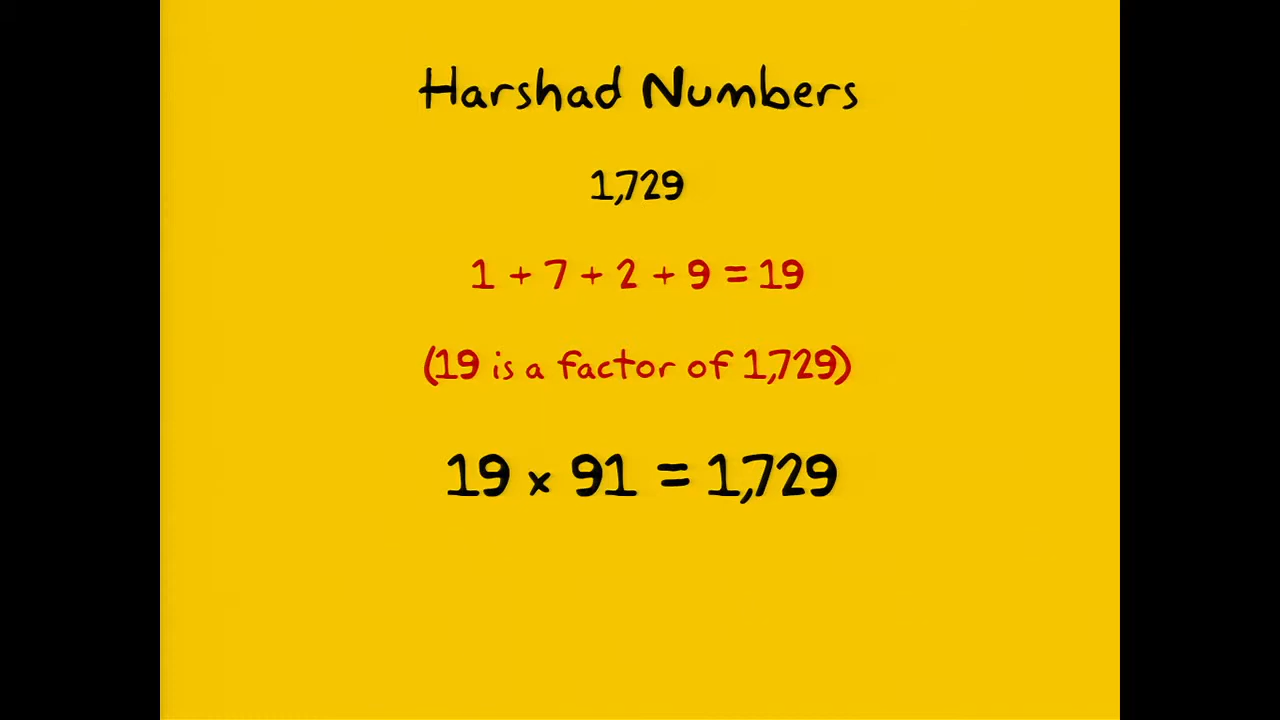 Harshad Numbers
1,729
1 + 7 + 2 + 9 = 19
(19 is a factor of 1,729)
19 x 91 = 1,729